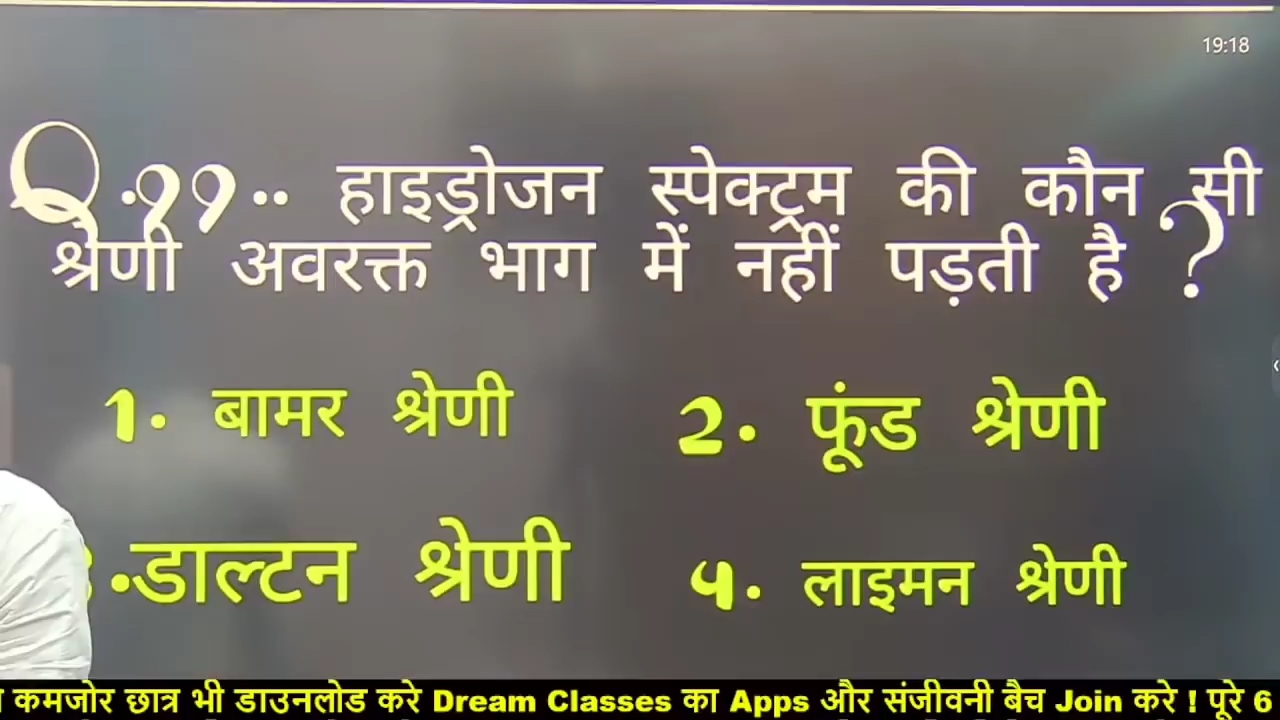 19:18
Q.99.. हाइड्रोजन स्पेक्ट्रम की कौन सी
श्रेणी अवरक्त भाग में नहीं पड़ती है ?
1. बामर श्रेणी
2. फूंड श्रेणी
.डाल्टन श्रेणी
4. लाइमन श्रेणी
कमजोर छात्र भी डाउनलोड करे Dream Classes का Apps और संजीवनी बैच Join करे ! पूरे 6